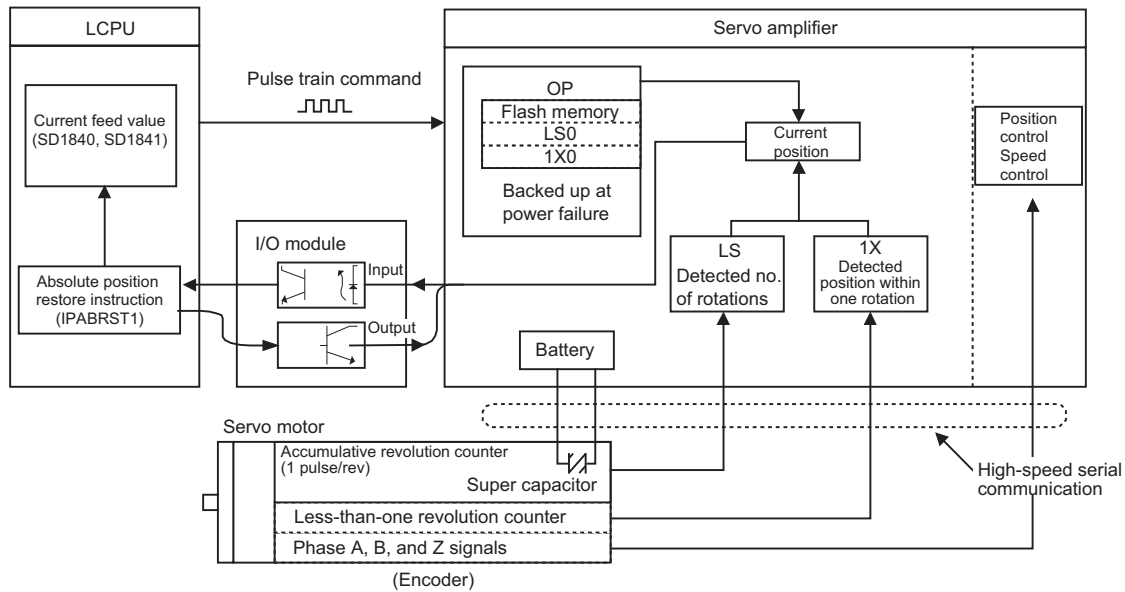 LCPU
Servo amplifier
Pulse train command
Current feed value
(SD1840, SD1841)
OP
Flash memory
LS0
1X0
Backed up at
power failure
Current
position
Position
control
Speed
control
I/O module
Input
Output
Absolute position
restore instruction
(IPABRST1)
LS
Detected no.
of rotations
1X
Detected
position within
one rotation
Battery
Servo motor
Accumulative revolution counter
(1 pulse/rev)
Super capacitor
Less-than-one revolution counter
Phase A, B, and Z signals
(Encoder)
High-speed serial
communication